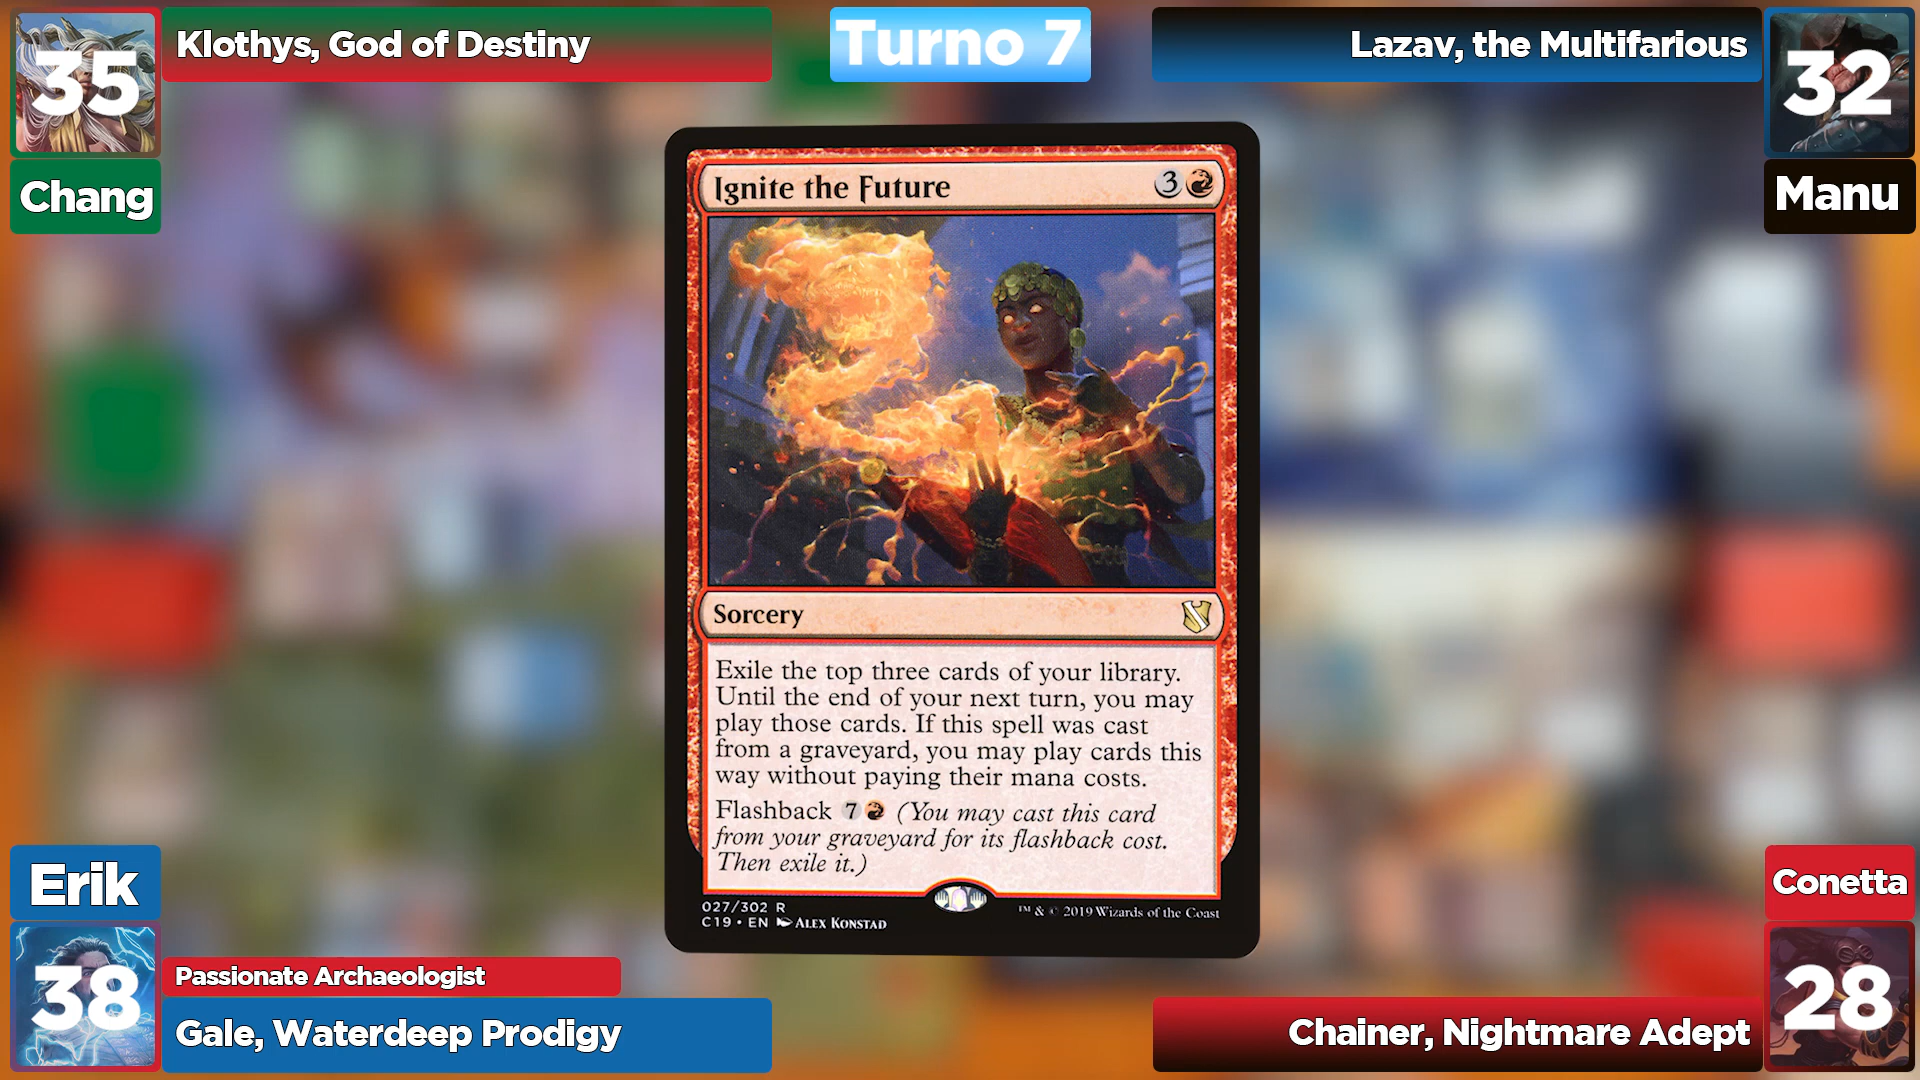 35
Klothys, God of Destiny
Turno 7
Lazav, the Multifarious
32
Chang
Manu
Ignite the Future
3
Sorcery
Exile the top three cards of your library.
Until the end of your next turn, you may
play those cards. If this spell was cast
from a graveyard, you may play cards this
way without paying their mana costs.
Flashback 7 (You may cast this card
from your graveyard for its flashback cost.
Then exile it.)
027/302 R
C19 • EN ALEX KONSTAD
™ & © 2019 Wizards of the Coast
Erik
38
Passionate Archaeologist
Gale, Waterdeep Prodigy
Conetta
28
Chainer, Nightmare Adept